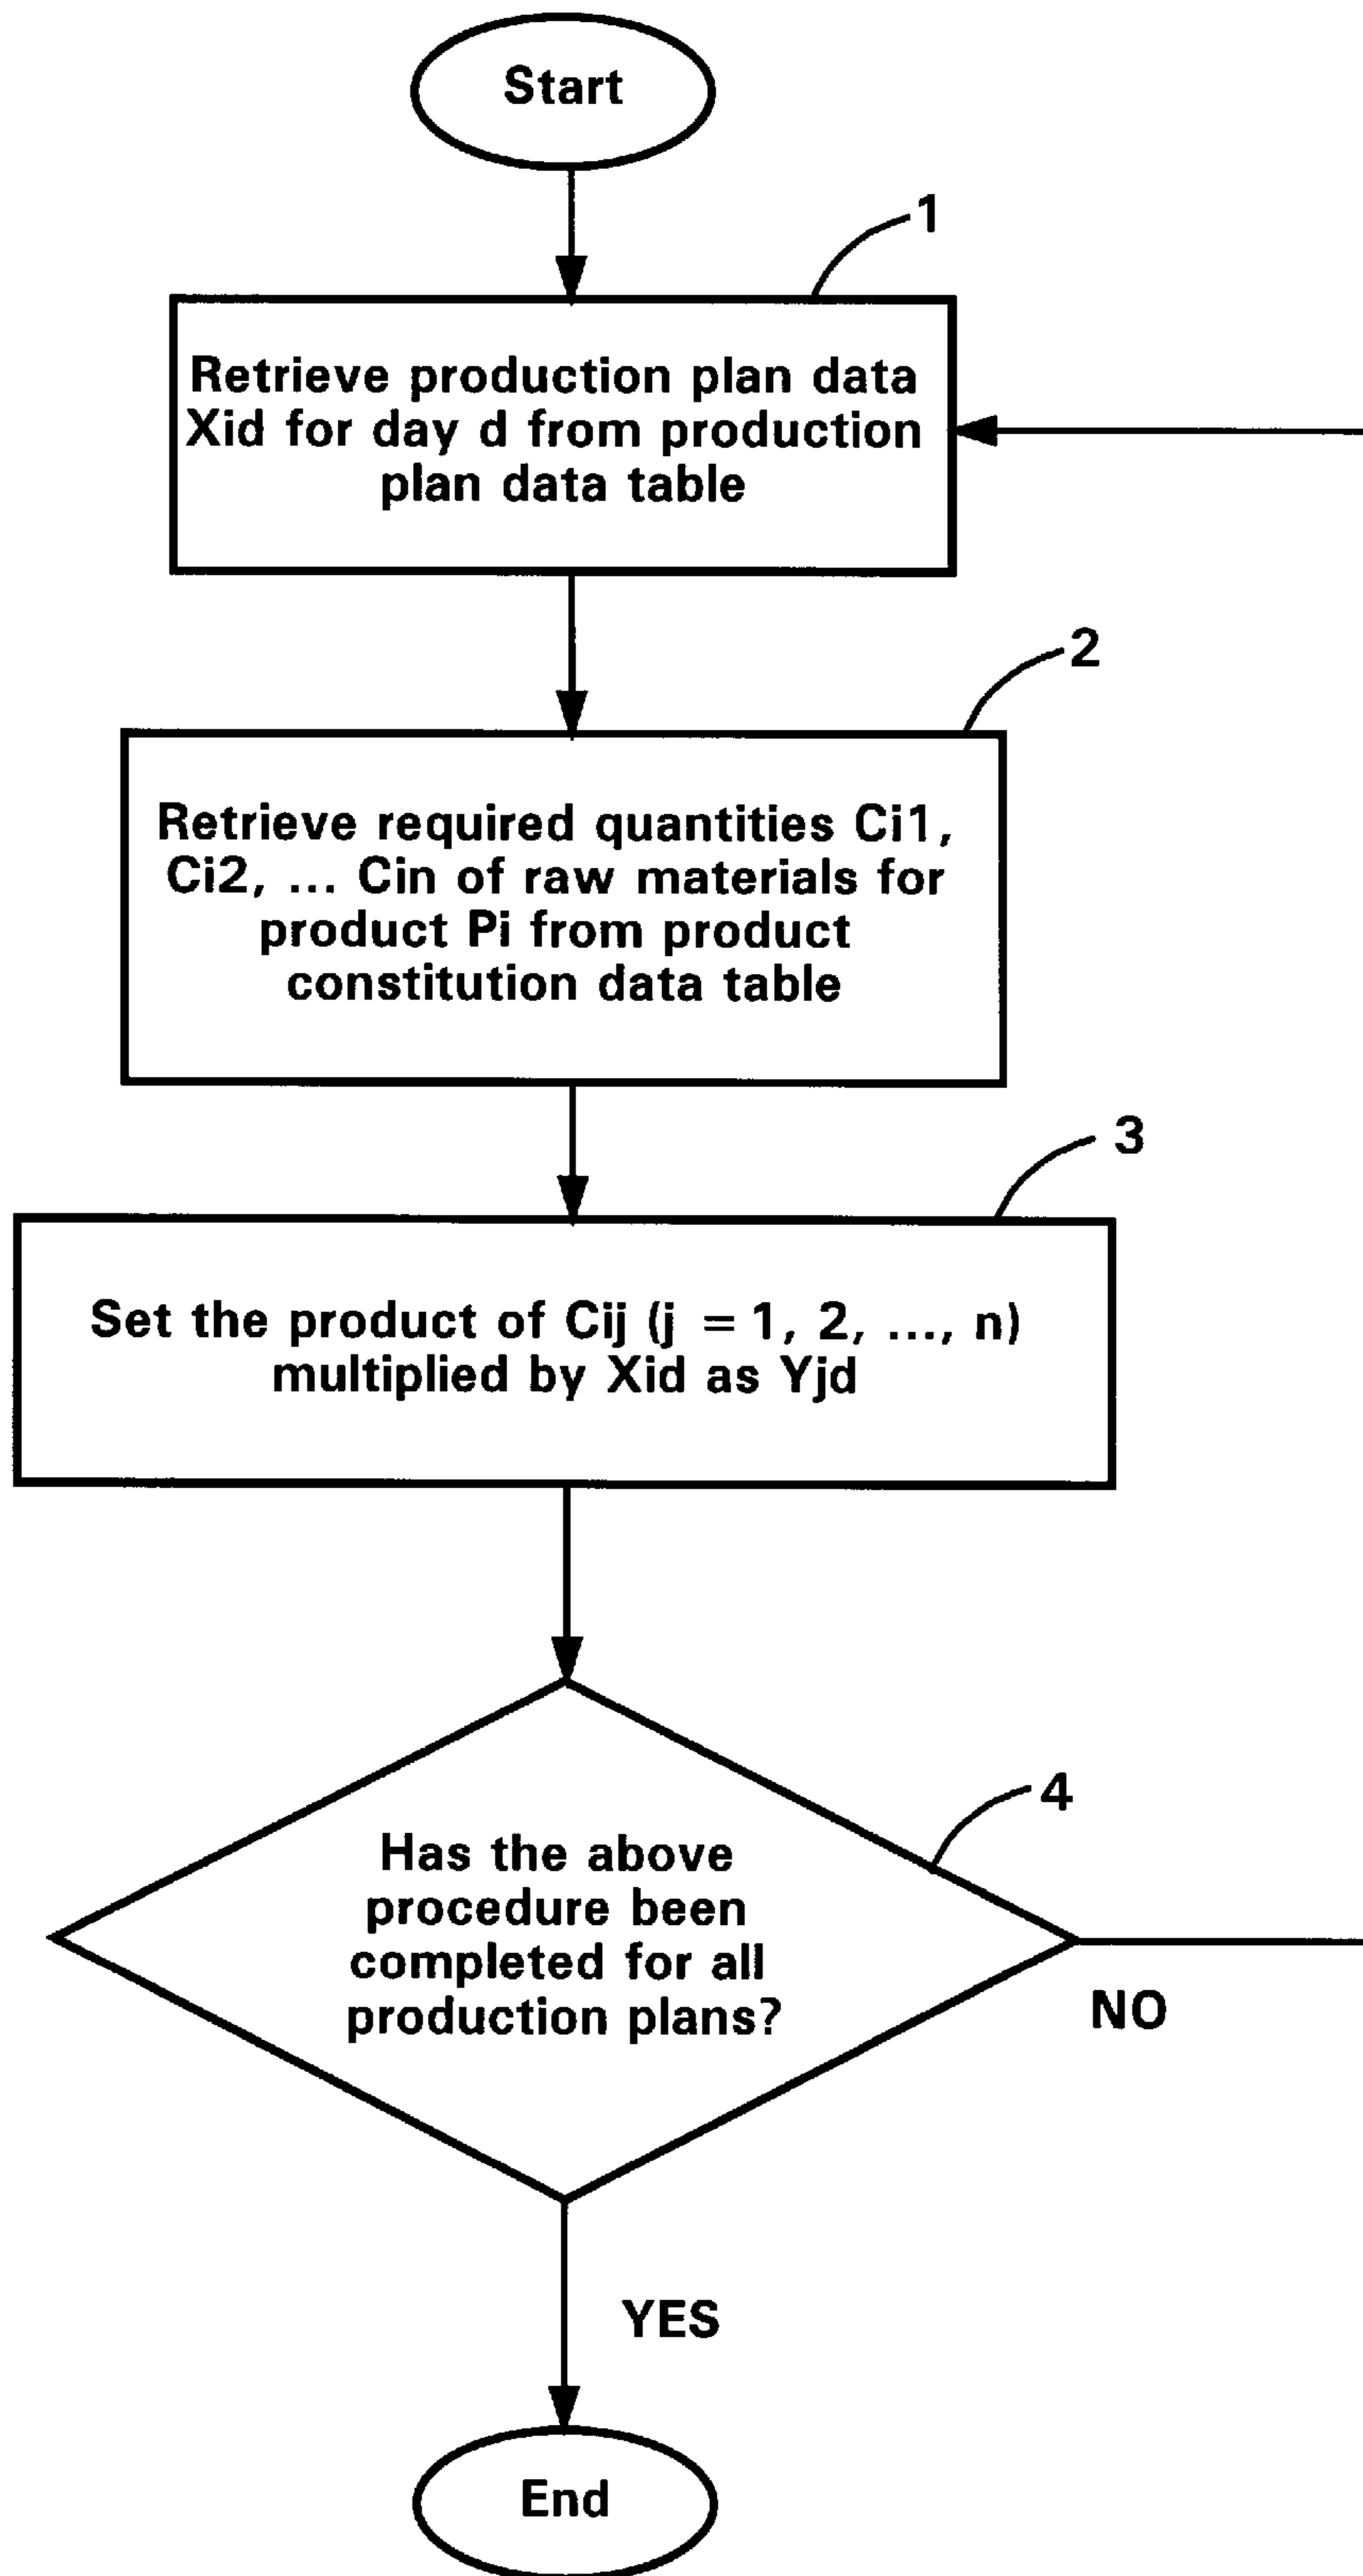 Start
1
Retrieve production plan data
Xid for day d from production
plan data table
2
Retrieve required quantities Ci1,
Ci2, ... Cin of raw materials for
product Pi from product
constitution data table
3
Set the product of Cij (j = 1, 2, ..., n)
multiplied by Xid as Yjd
4
Has the above
procedure been
completed for all
production plans?
NO
YES
End